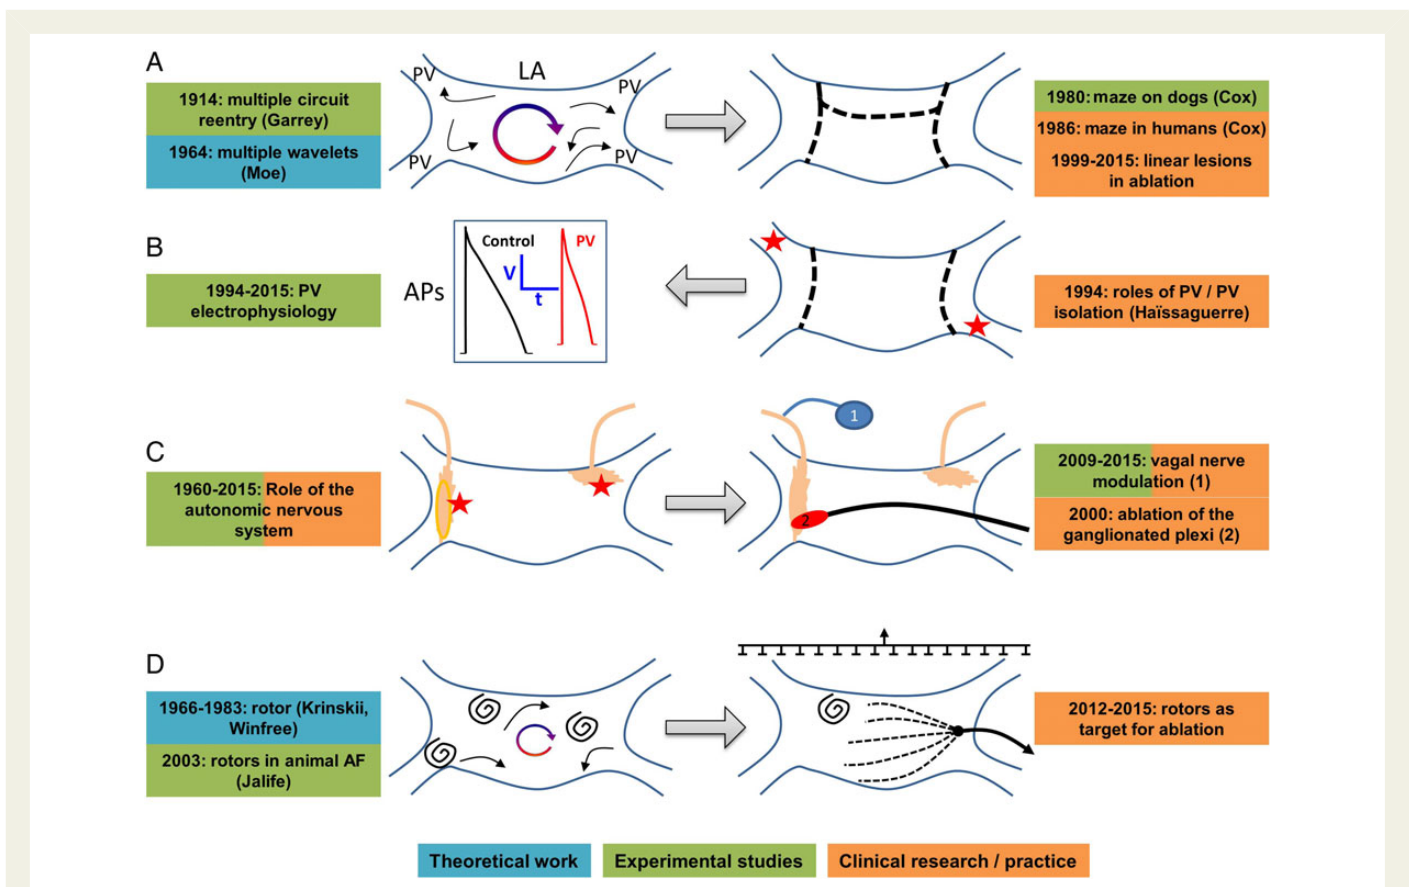 A
1914: multiple circuit
reentry (Garrey)
1964: multiple wavelets
(Moe)
PV
LA
PV
PV
PV
1980: maze on dogs (Cox)
1986: maze in humans (Cox)
1999-2015: linear lesions
in ablation
B
1994-2015: PV
electrophysiology
APs
Control
PV
V
t
1994: roles of PV / PV
isolation (Haïssaguerre)
C
1960-2015: Role of the
autonomic nervous
system
1
2
2009-2015: vagal nerve
modulation (1)
2000: ablation of the
ganglionated plexi (2)
D
1966-1983: rotor (Krinskii,
Winfree)
2003: rotors in animal AF
(Jalife)
2012-2015: rotors as
target for ablation
Theoretical work
Experimental studies
Clinical research / practice